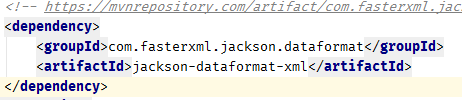 <!-- https://mvnrepository.com/artifact/com.fasterxml.jac
<dependency>
<groupId>com.fasterxml.jackson.dataformat</groupId>
<artifactId>jackson-dataformat-xml</artifactId>
</dependency>